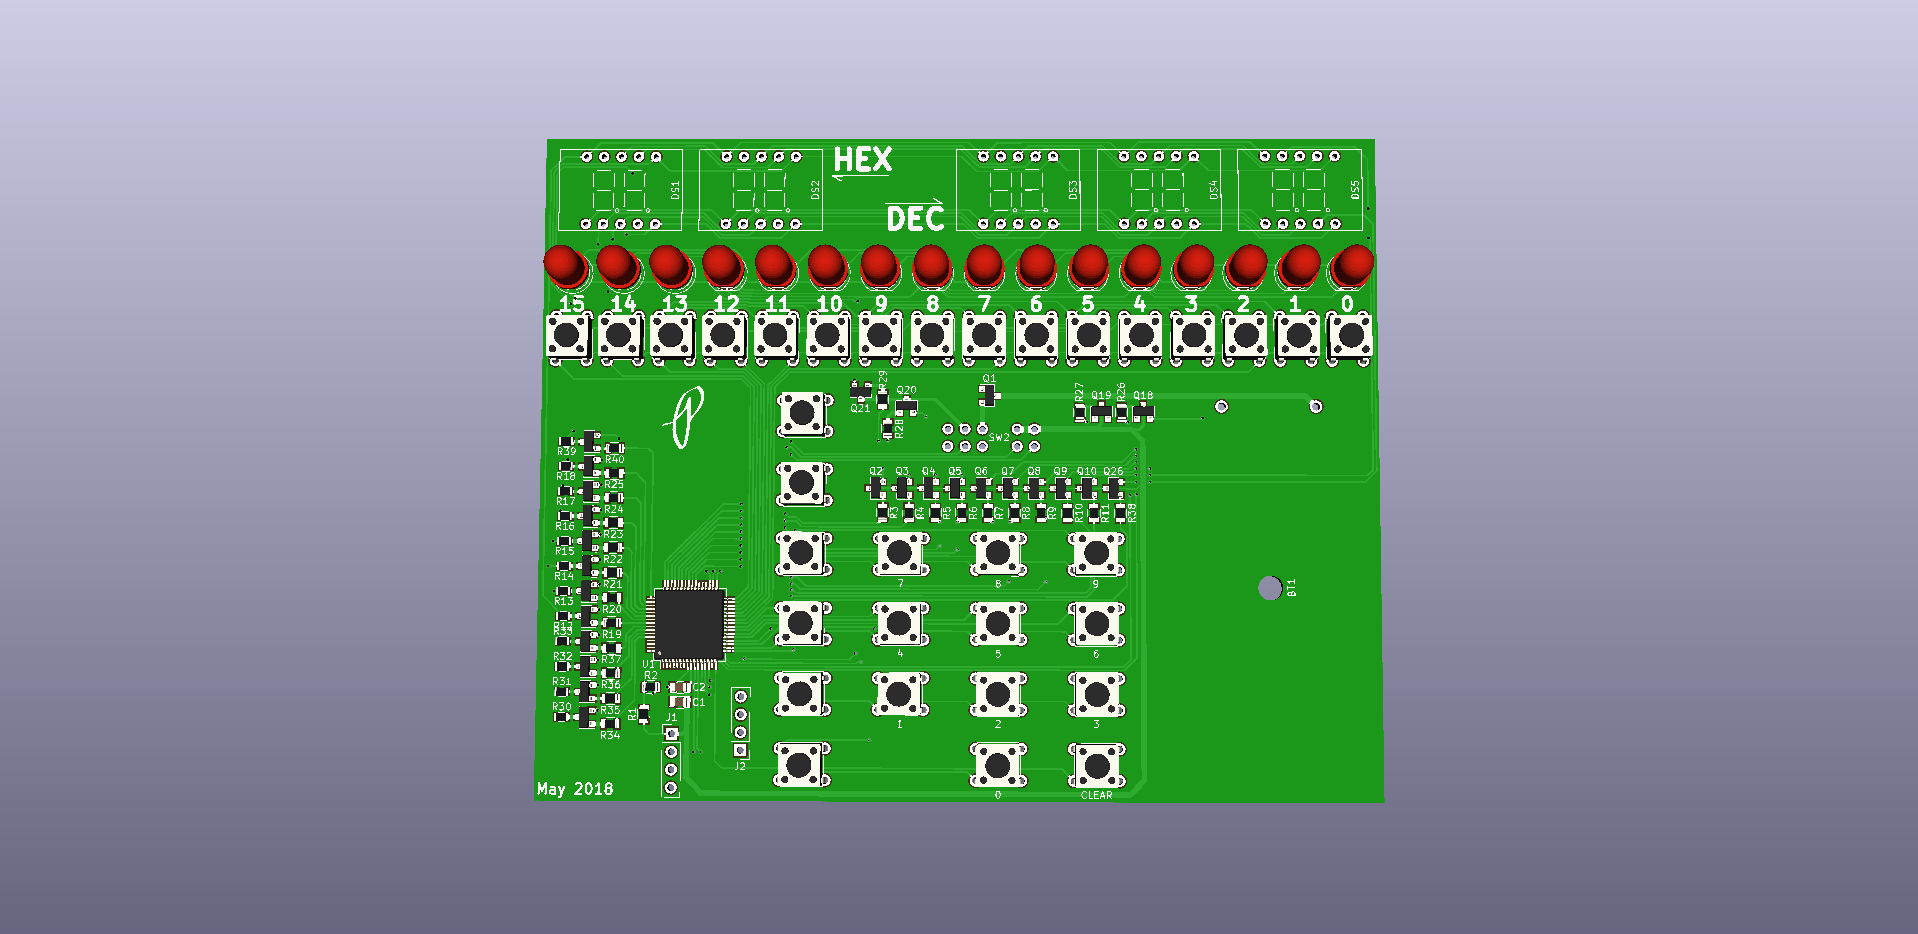 HEX
DS1 DS2 DS3 DS4 DS5
DEC
15 14 13 12 11 10 9 8 7 6 5 4 3 2 1 0
Q21 R29 Q20 R28 Q1 R27 Q19 R26 Q18
SW2
R39 R40
R18 R25
R17 R24
R16 R23
R15 R22
R14 R21
R13 R20
R33 R19
R32 R37
R31 R36
R30 R35
R34
Q2 Q3 Q4 Q5 Q6 Q7 Q8 Q9 Q10 Q26
R3 R4 R5 R6 R7 R8 R9 R10 R11 R38
7 8 9
BT1
4 5 6
U1
R2 C2
C1
R1 J1
1 2 3
J2
May 2018
0 CLEAR